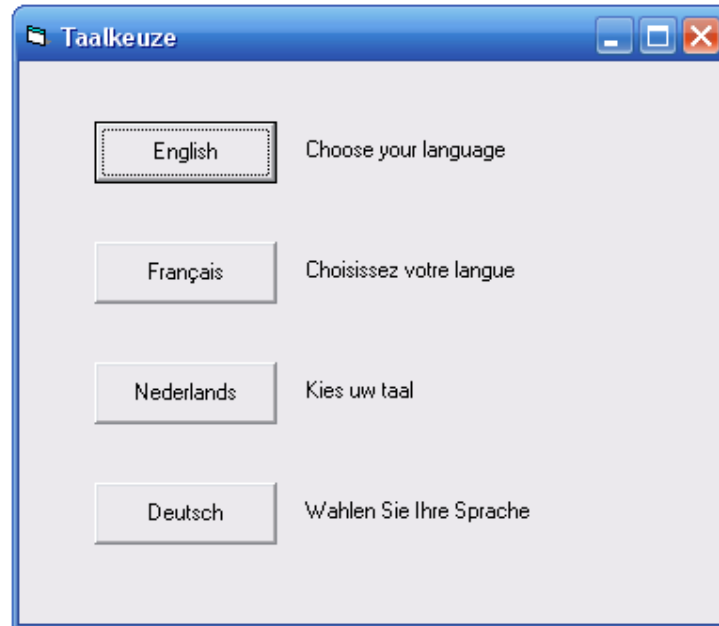 Taalkeuze
English Choose your language
Français Choisissez votre langue
Nederlands Kies uw taal
Deutsch Wahlen Sie Ihre Sprache